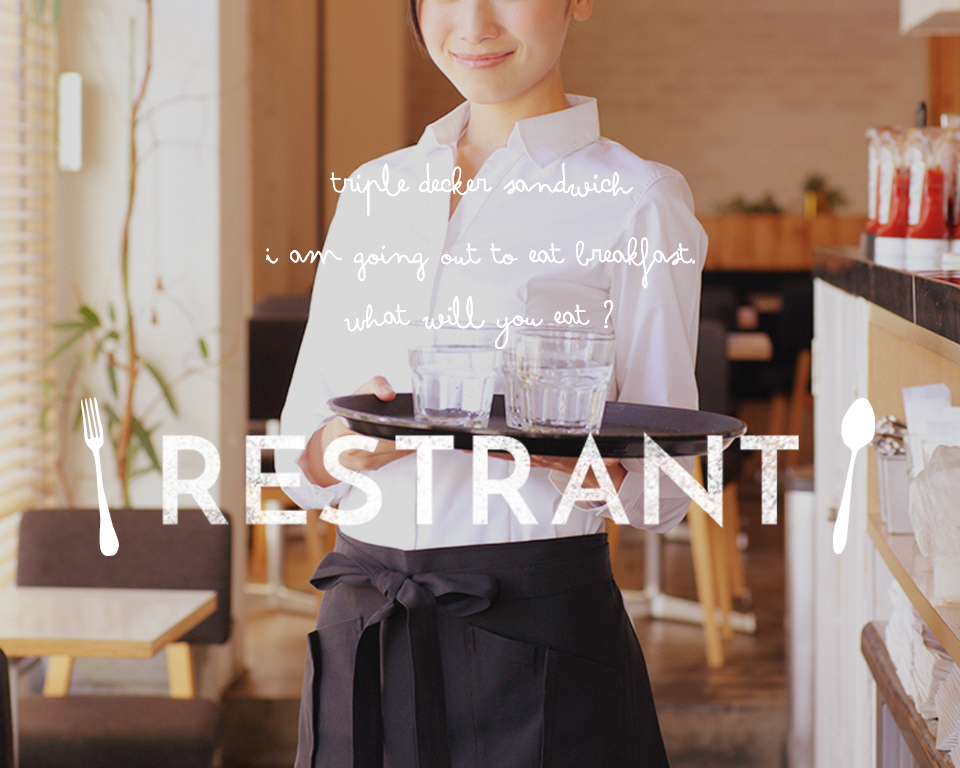 triple decker sandwich
i am going out to eat breakfast.
what will you eat ?
RESTRANT